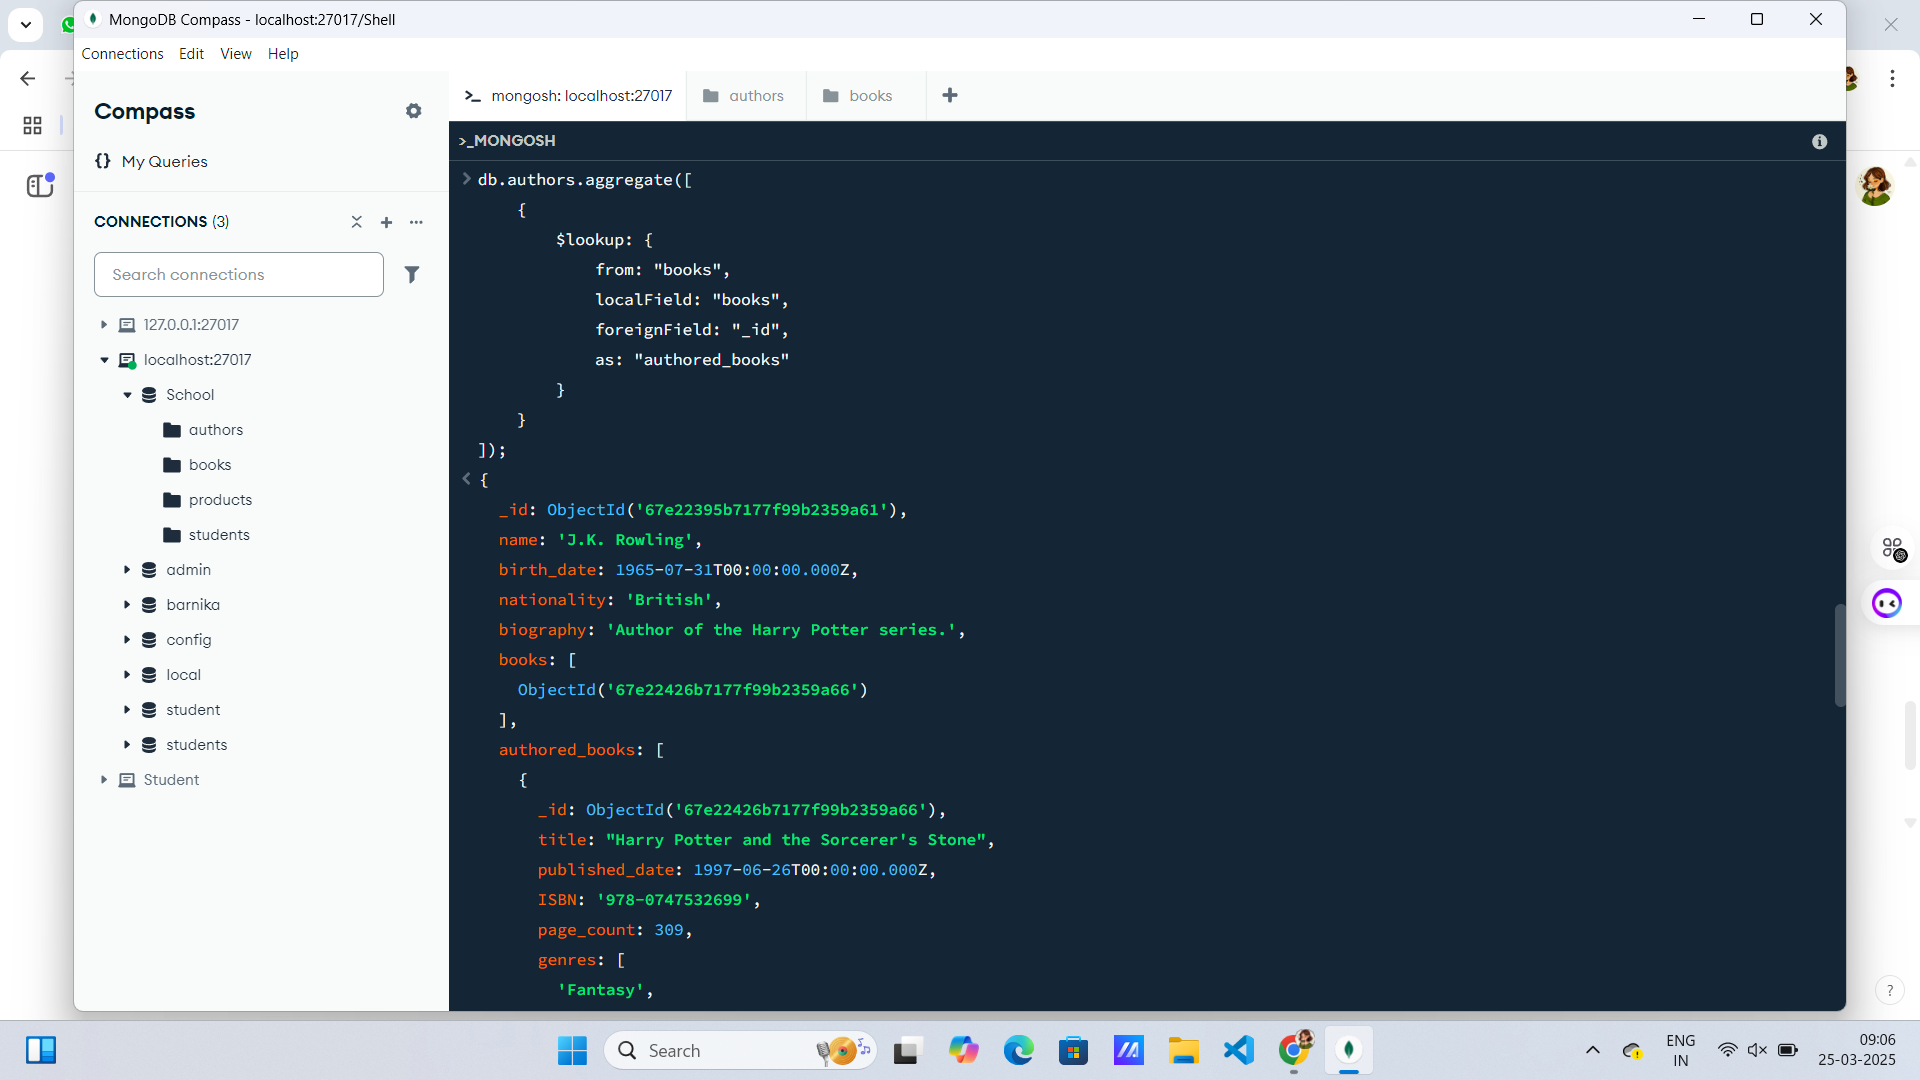 MongoDB Compass - localhost:27017/Shell
Connections Edit View Help
Compass
{} My Queries
CONNECTIONS (3)
Search connections
127.0.0.1:27017
localhost:27017
School
authors
books
products
students
admin
barnika
config
local
student
students
Student
>_ mongosh: localhost:27017
authors
books
>_MONGOSH
> db.authors.aggregate([
{
$lookup: {
from: "books",
localField: "books",
foreignField: "_id",
as: "authored_books"
}
}
]);
< {
_id: ObjectId('67e22395b7177f99b2359a61'),
name: 'J.K. Rowling',
birth_date: 1965-07-31T00:00:00.000Z,
nationality: 'British',
biography: 'Author of the Harry Potter series.',
books: [
ObjectId('67e22426b7177f99b2359a66')
],
authored_books: [
{
_id: ObjectId('67e22426b7177f99b2359a66'),
title: "Harry Potter and the Sorcerer's Stone",
published_date: 1997-06-26T00:00:00.000Z,
ISBN: '978-0747532699',
page_count: 309,
genres: [
'Fantasy',
?
Search
ENG
IN
09:06
25-03-2025